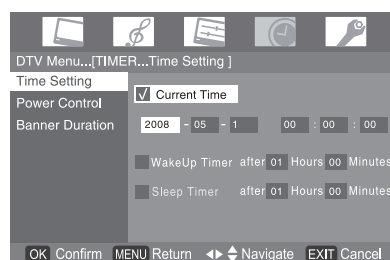 DTV Menu...[TIMER...Time Setting ]
Time Setting
Power Control
Banner Duration
Current Time
2008 - 05 - 1 00 : 00 : 00
WakeUp Timer after 01 Hours 00 Minutes
Sleep Timer after 01 Hours 00 Minutes
OK Confirm MENU Return Navigate EXIT Cancel